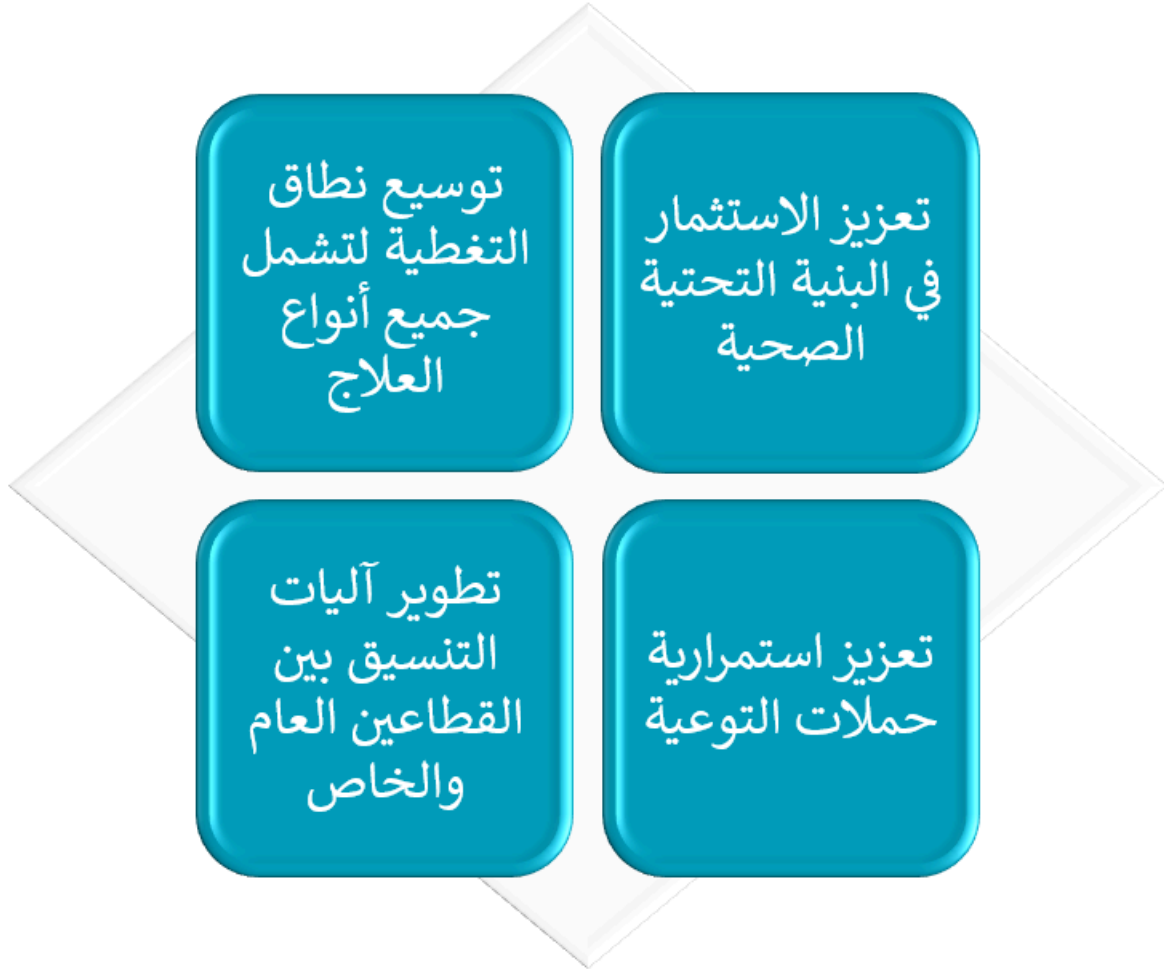 تعزيز الاستثمار
في البنية التحتية
الصحية
توسيع نطاق
التغطية لتشمل
جميع أنواع
العلاج
تعزيز استمرارية
حملات التوعية
تطوير آليات
التنسيق بين
القطاعين العام
والخاص